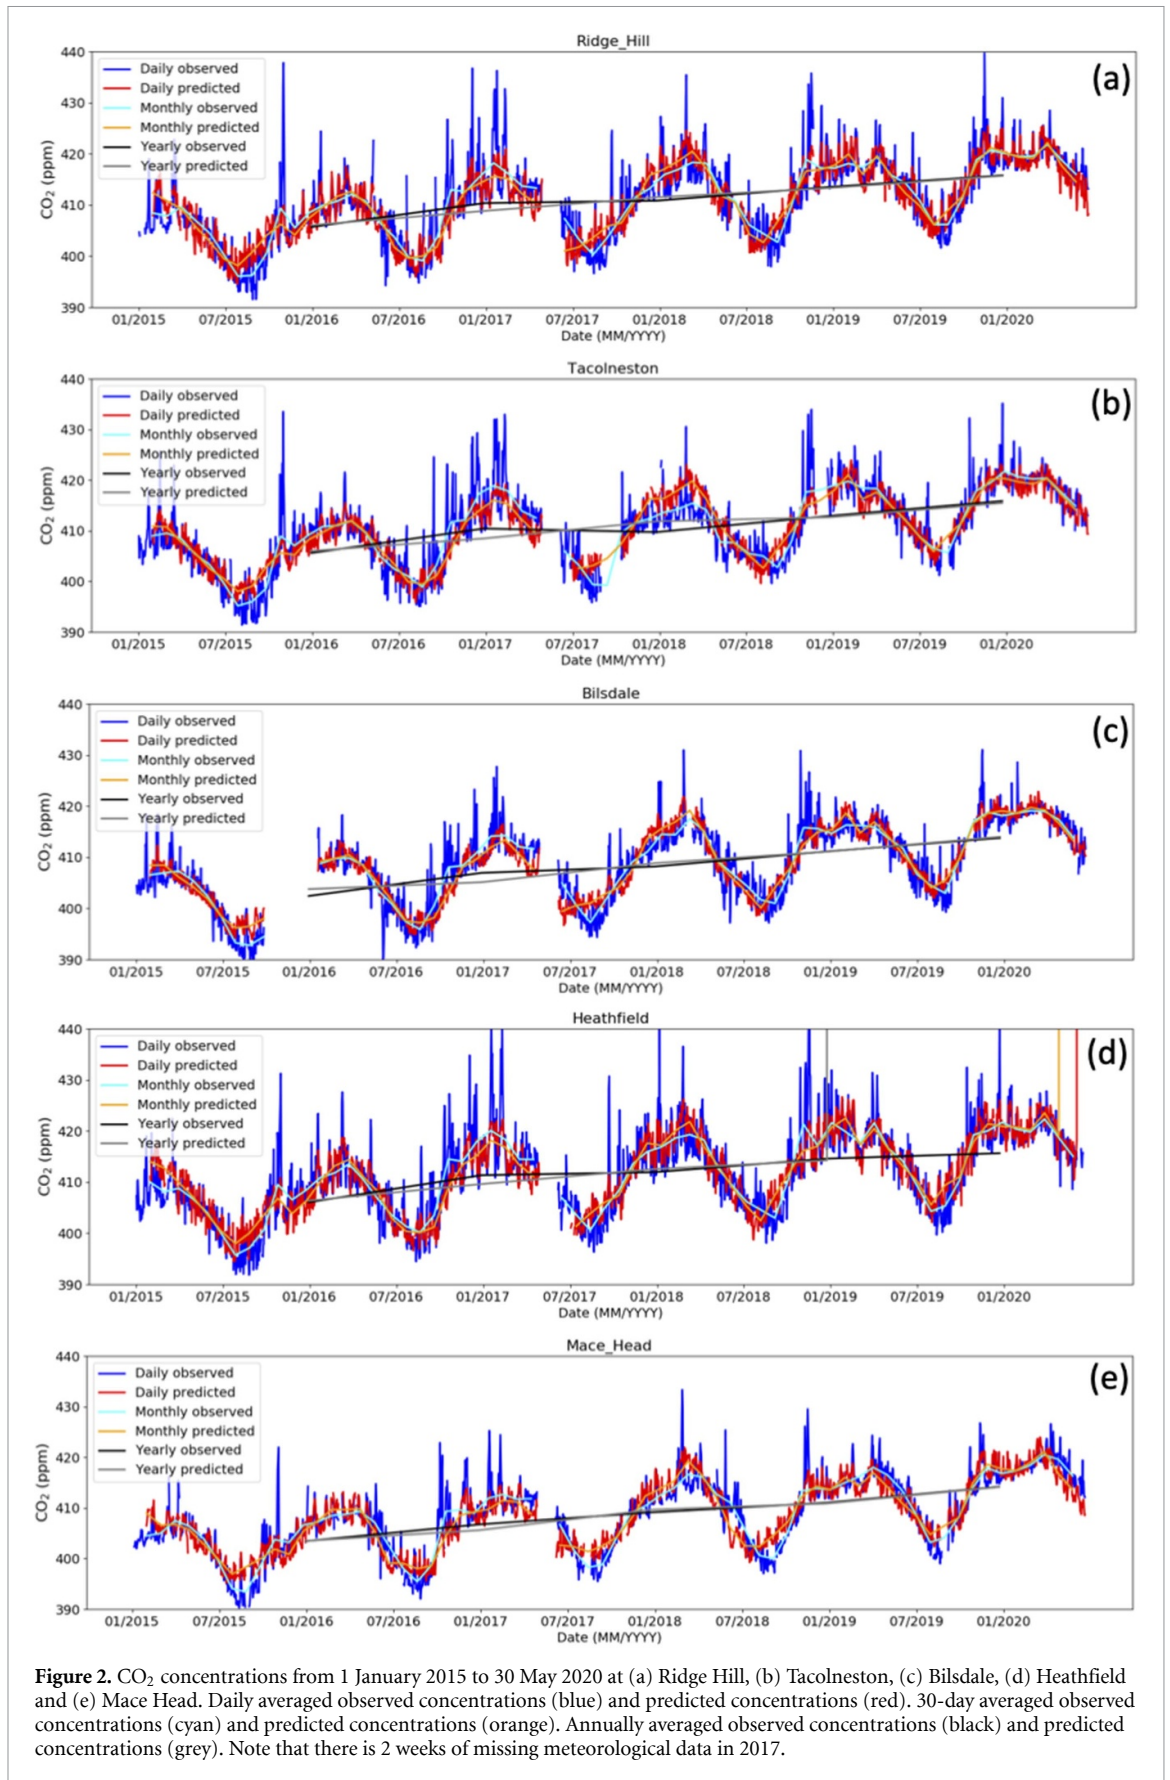 Ridge_Hill
(a)
440
430
420
410
400
390
CO₂ (ppm)
Daily observed
Daily predicted
Monthly observed
Monthly predicted
Yearly observed
Yearly predicted
01/2015 07/2015 01/2016 07/2016 01/2017 07/2017 01/2018 07/2018 01/2019 07/2019 01/2020
Date (MM/YYYY)
Tacolneston
(b)
440
430
420
410
400
390
CO₂ (ppm)
Daily observed
Daily predicted
Monthly observed
Monthly predicted
Yearly observed
Yearly predicted
01/2015 07/2015 01/2016 07/2016 01/2017 07/2017 01/2018 07/2018 01/2019 07/2019 01/2020
Date (MM/YYYY)
Bilsdale
(c)
440
430
420
410
400
390
CO₂ (ppm)
Daily observed
Daily predicted
Monthly observed
Monthly predicted
Yearly observed
Yearly predicted
01/2015 07/2015 01/2016 07/2016 01/2017 07/2017 01/2018 07/2018 01/2019 07/2019 01/2020
Date (MM/YYYY)
Heathfield
(d)
440
430
420
410
400
390
CO₂ (ppm)
Daily observed
Daily predicted
Monthly observed
Monthly predicted
Yearly observed
Yearly predicted
01/2015 07/2015 01/2016 07/2016 01/2017 07/2017 01/2018 07/2018 01/2019 07/2019 01/2020
Date (MM/YYYY)
Mace_Head
(e)
440
430
420
410
400
390
CO₂ (ppm)
Daily observed
Daily predicted
Monthly observed
Monthly predicted
Yearly observed
Yearly predicted
01/2015 07/2015 01/2016 07/2016 01/2017 07/2017 01/2018 07/2018 01/2019 07/2019 01/2020
Date (MM/YYYY)
Figure 2. CO₂ concentrations from 1 January 2015 to 30 May 2020 at (a) Ridge Hill, (b) Tacolneston, (c) Bilsdale, (d) Heathfield
and (e) Mace Head. Daily averaged observed concentrations (blue) and predicted concentrations (red). 30-day averaged observed
concentrations (cyan) and predicted concentrations (orange). Annually averaged observed concentrations (black) and predicted
concentrations (grey). Note that there is 2 weeks of missing meteorological data in 2017.